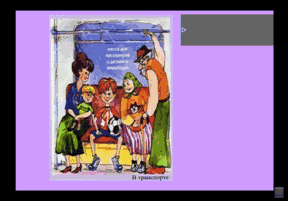 места для
пассажиров
с детьми и
инвалидов
В транспорте